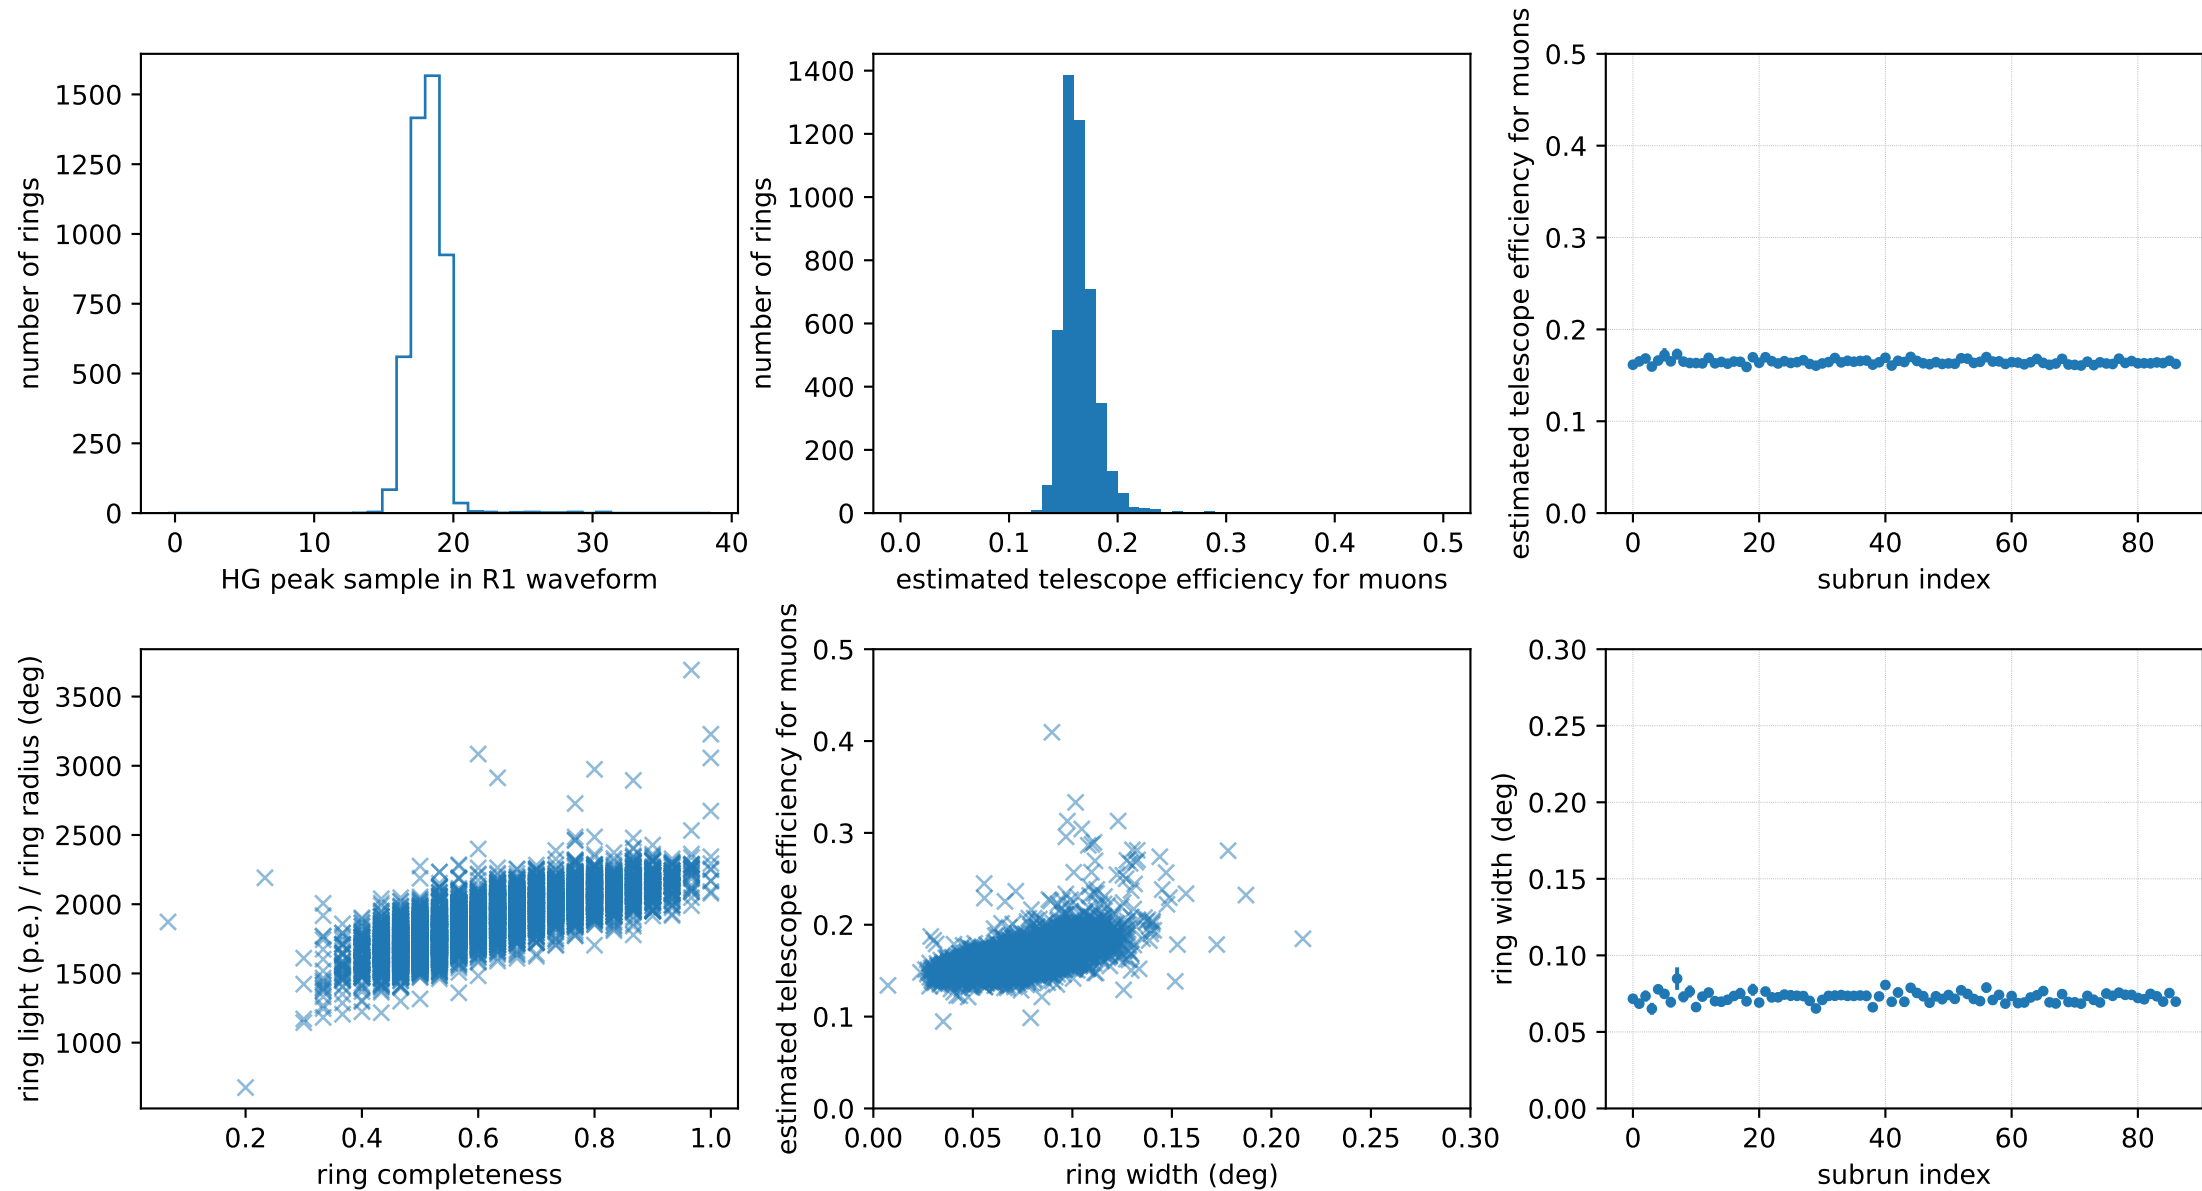 number of rings
1500
1250
1000
750
500
250
0
0 10 20 30 40
HG peak sample in R1 waveform
number of rings
1400
1200
1000
800
600
400
200
0
0.0 0.1 0.2 0.3 0.4 0.5
estimated telescope efficiency for muons
estimated telescope efficiency for muons
0.5
0.4
0.3
0.2
0.1
0.0
0 20 40 60 80
subrun index
ring light (p.e.) / ring radius (deg)
3500
3000
2500
2000
1500
1000
0.2 0.4 0.6 0.8 1.0
ring completeness
estimated telescope efficiency for muons
0.5
0.4
0.3
0.2
0.1
0.0
0.00 0.05 0.10 0.15 0.20 0.25 0.30
ring width (deg)
ring width (deg)
0.30
0.25
0.20
0.15
0.10
0.05
0.00
0 20 40 60 80
subrun index